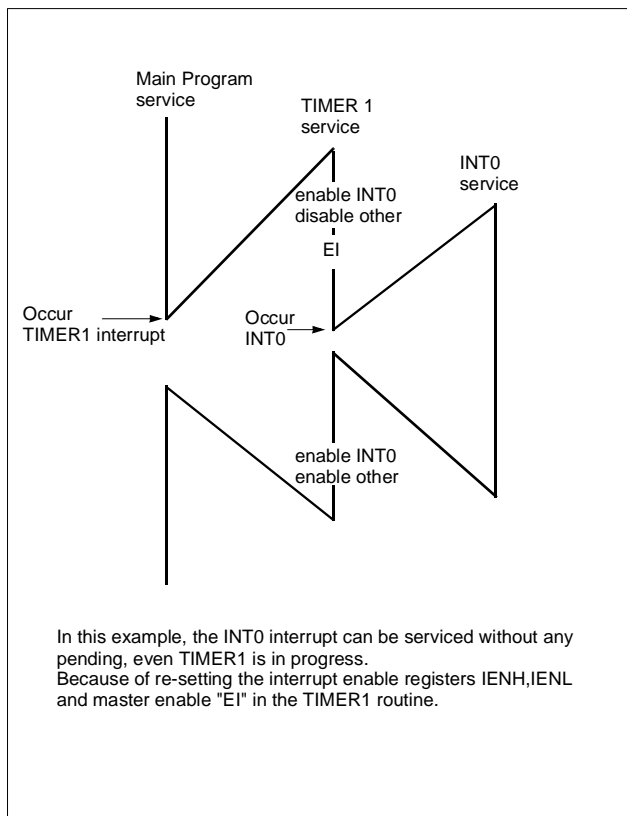 Main Program
service
TIMER 1
service
INT0
service
enable INT0
disable other
EI
Occur
TIMER1 interrupt
Occur
INT0
enable INT0
enable other
In this example, the INT0 interrupt can be serviced without any
pending, even TIMER1 is in progress.
Because of re-setting the interrupt enable registers IENH,IENL
and master enable "EI" in the TIMER1 routine.